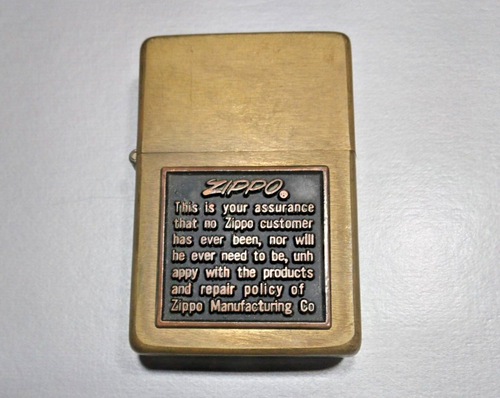 ZIPPO®
This is your assurance
that no Zippo customer
has ever been, nor will
he ever need to be, unh
appy with the products
and repair policy of
Zippo Manufacturing Co